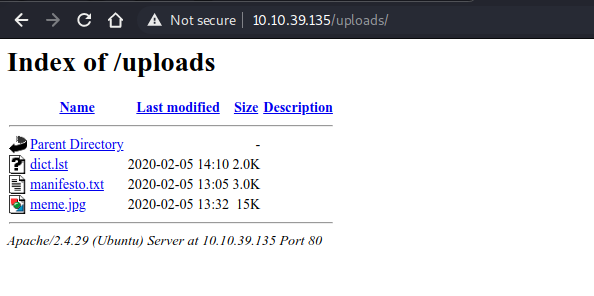 Not secure | 10.10.39.135/uploads/
Index of /uploads
Name Last modified Size Description
Parent Directory -
dict.lst 2020-02-05 14:10 2.0K
manifesto.txt 2020-02-05 13:05 3.0K
meme.jpg 2020-02-05 13:32 15K
Apache/2.4.29 (Ubuntu) Server at 10.10.39.135 Port 80